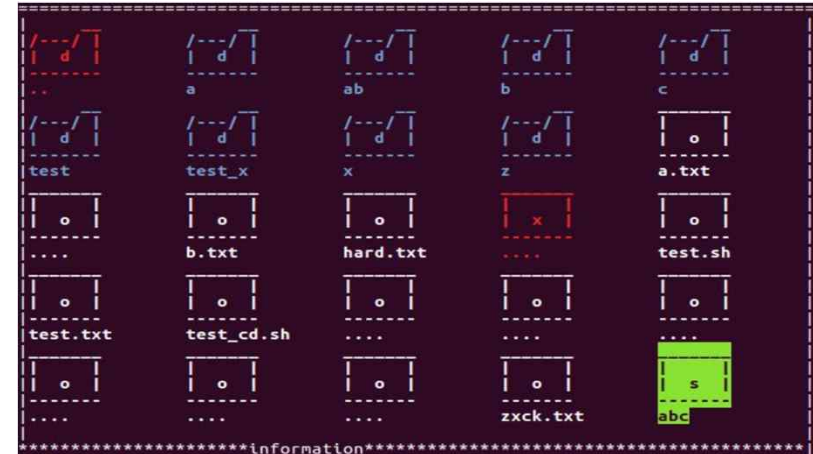 d d d d d
.. a ab b c
d d d d o
test test_x x z a.txt
o o o x o
.... b.txt hard.txt .... test.sh
o o o o o
test.txt test_cd.sh .... .... ....
o o o o s
.... .... .... zxck.txt abc
information